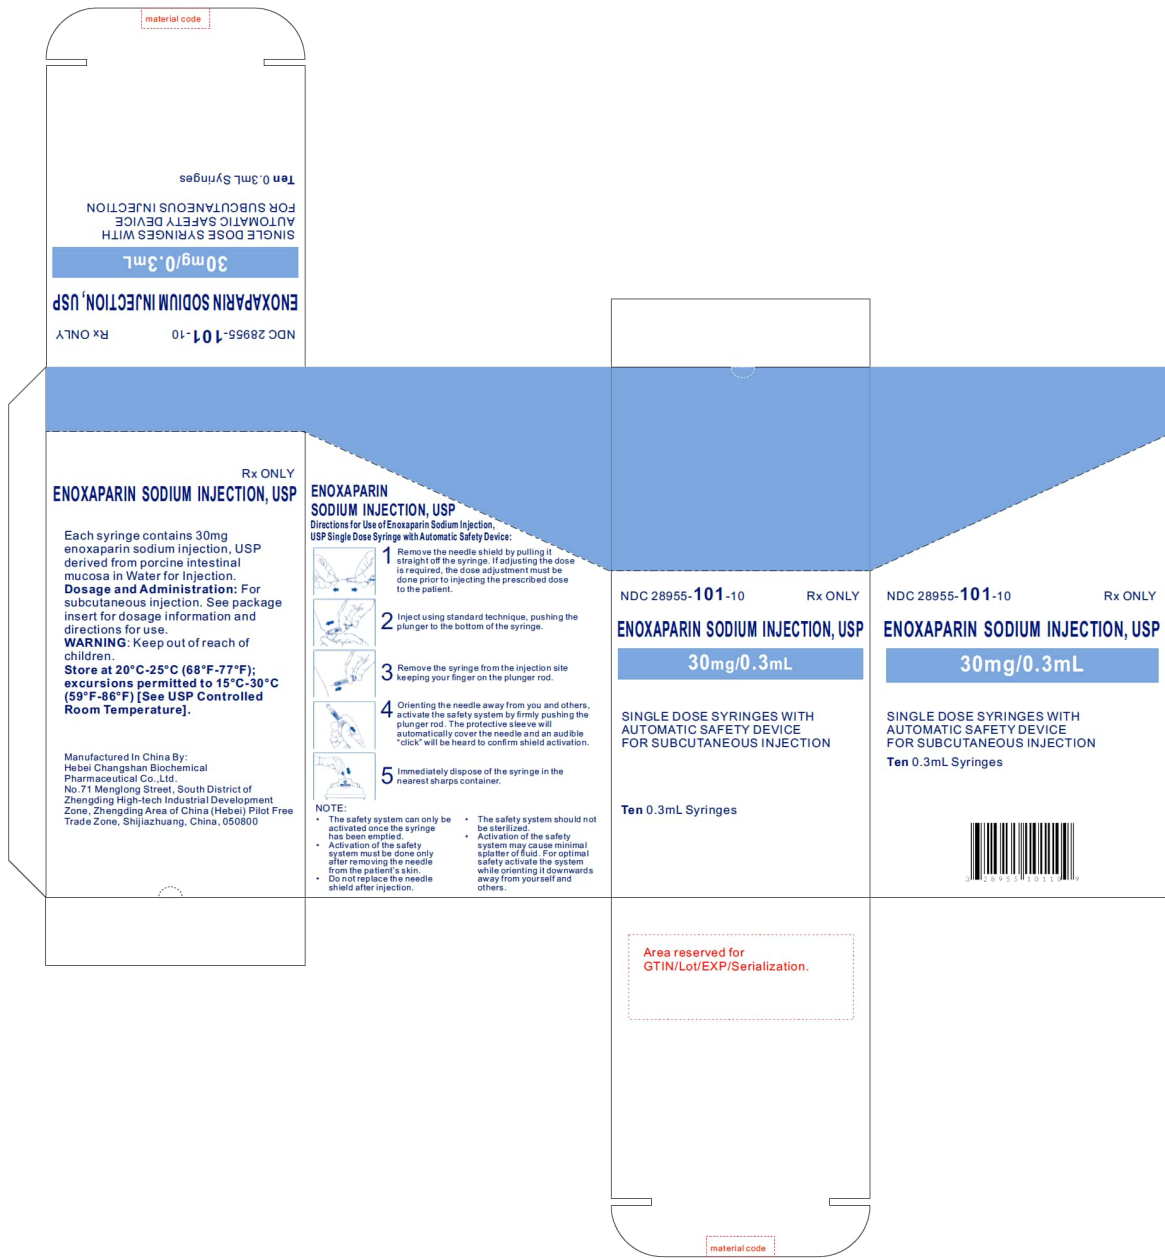 material code
Ten 0.3mL Syringes
SINGLE DOSE SYRINGES WITH
AUTOMATIC SAFETY DEVICE
FOR SUBCUTANEOUS INJECTION
30mg/0.3mL
ENOXAPARIN SODIUM INJECTION, USP
NDC 28955-101-10 Rx ONLY
Rx ONLY
ENOXAPARIN SODIUM INJECTION, USP
Each syringe contains 30mg
enoxaparin sodium injection, USP
derived from porcine intestinal
mucosa in Water for Injection.
Dosage and Administration: For
subcutaneous injection. See package
insert for dosage information and
directions for use.
WARNING: Keep out of reach of
children.
Store at 20°C-25°C (68°F-77°F);
excursions permitted to 15°C-30°C
(59°F-86°F) [See USP Controlled
Room Temperature].
Manufactured In China By:
Hebei Changshan Biochemical
Pharmaceutical Co.,Ltd.
No.71 Menglong Street, South District of
Zhengding High-tech Industrial Development
Zone, Zhengding Area of China (Hebei) Pilot Free
Trade Zone, Shijiazhuang, China, 050800
ENOXAPARIN
SODIUM INJECTION, USP
Directions for Use of Enoxaparin Sodium Injection,
USP Single Dose Syringe with Automatic Safety Device:
1 Remove the needle shield by pulling it
straight off the syringe. If adjusting the dose
is required, the dose adjustment must be
done prior to injecting the prescribed dose
to the patient.
2 Inject using standard technique, pushing the
plunger to the bottom of the syringe.
3 Remove the syringe from the injection site
keeping your finger on the plunger rod.
4 Orienting the needle away from you and others,
activate the safety system by firmly pushing the
plunger rod. The protective sleeve will
automatically cover the needle and an audible
"click" will be heard to confirm shield activation.
5 Immediately dispose of the syringe in the
nearest sharps container.
NOTE:
• The safety system can only be
activated once the syringe
has been emptied.
• Activation of the safety
system must be done only
after removing the needle
from the patient's skin.
• Do not replace the needle
shield after injection.
• The safety system should not
be sterilized.
• Activation of the safety
system may cause minimal
splatter of fluid. For optimal
safety activate the system
while orienting it downwards
away from yourself and
others.
NDC 28955-101-10 Rx ONLY
ENOXAPARIN SODIUM INJECTION, USP
30mg/0.3mL
SINGLE DOSE SYRINGES WITH
AUTOMATIC SAFETY DEVICE
FOR SUBCUTANEOUS INJECTION
Ten 0.3mL Syringes
NDC 28955-101-10 Rx ONLY
ENOXAPARIN SODIUM INJECTION, USP
30mg/0.3mL
SINGLE DOSE SYRINGES WITH
AUTOMATIC SAFETY DEVICE
FOR SUBCUTANEOUS INJECTION
Ten 0.3mL Syringes
3 28955 10110 9
Area reserved for
GTIN/Lot/EXP/Serialization.
material code